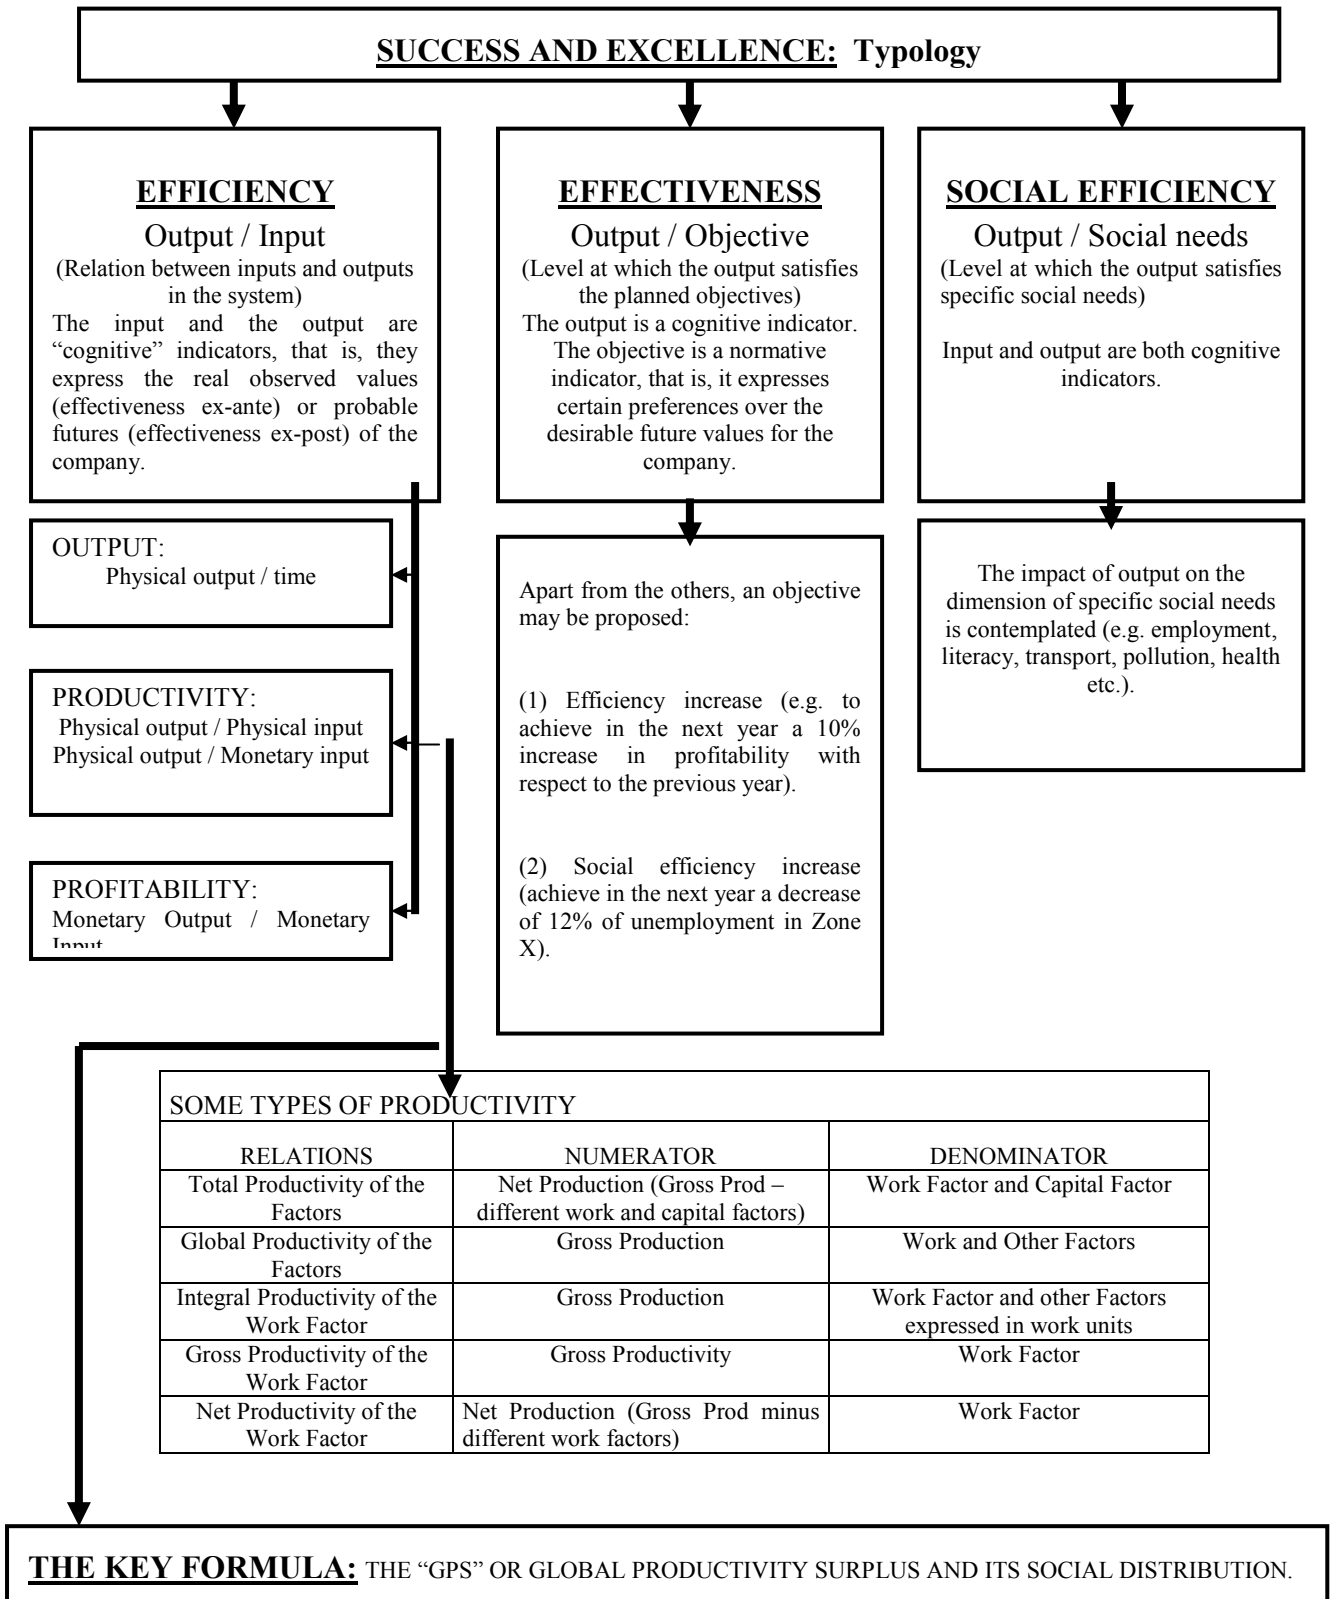 SUCCESS AND EXCELLENCE: Typology
EFFICIENCY
Output / Input
(Relation between inputs and outputs
in the system)
The input and the output are
“cognitive” indicators, that is, they
express the real observed values
(effectiveness ex-ante) or probable
futures (effectiveness ex-post) of the
company.
EFFECTIVENESS
Output / Objective
(Level at which the output satisfies
the planned objectives)
The output is a cognitive indicator.
The objective is a normative
indicator, that is, it expresses
certain preferences over the
desirable future values for the
company.
SOCIAL EFFICIENCY
Output / Social needs
(Level at which the output satisfies
specific social needs)
Input and output are both cognitive
indicators.
OUTPUT:
Physical output / time
PRODUCTIVITY:
Physical output / Physical input
Physical output / Monetary input
PROFITABILITY:
Monetary Output / Monetary
Input
Apart from the others, an objective
may be proposed:
(1) Efficiency increase (e.g. to
achieve in the next year a 10%
increase in profitability with
respect to the previous year).
(2) Social efficiency increase
(achieve in the next year a decrease
of 12% of unemployment in Zone
X).
The impact of output on the
dimension of specific social needs
is contemplated (e.g. employment,
literacy, transport, pollution, health
etc.).
SOME TYPES OF PRODUCTIVITY
RELATIONS NUMERATOR DENOMINATOR
Total Productivity of the Net Production (Gross Prod – Work Factor and Capital Factor
Factors different work and capital factors)
Global Productivity of the Gross Production Work and Other Factors
Factors
Integral Productivity of the Gross Production Work Factor and other Factors
Work Factor expressed in work units
Gross Productivity of the Gross Productivity Work Factor
Work Factor
Net Productivity of the Net Production (Gross Prod minus Work Factor
Work Factor different work factors)
THE KEY FORMULA: THE “GPS” OR GLOBAL PRODUCTIVITY SURPLUS AND ITS SOCIAL DISTRIBUTION.